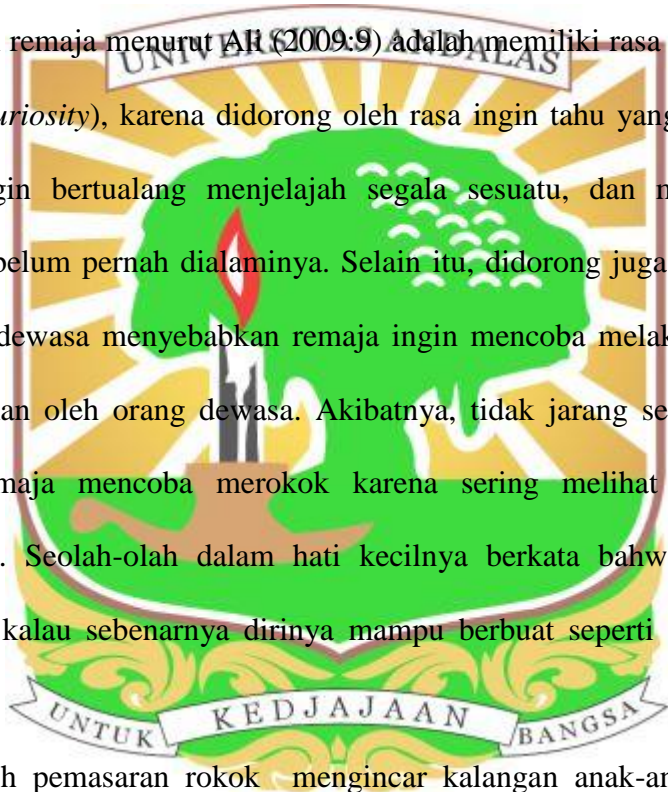 remaja menurut Ali (2009:9) adalah memiliki rasa
UNIVERSITAS ANDALAS
uriosity), karena didorong oleh rasa ingin tahu yang
gin bertualang menjelajah segala sesuatu, dan m
belum pernah dialaminya. Selain itu, didorong juga
dewasa menyebabkan remaja ingin mencoba melak
an oleh orang dewasa. Akibatnya, tidak jarang se
maja mencoba merokok karena sering melihat
. Seolah-olah dalam hati kecilnya berkata bahw
kalau sebenarnya dirinya mampu berbuat seperti
UNTUK KEDJAJAAN BANGSA
h pemasaran rokok mengincar kalangan anak-an